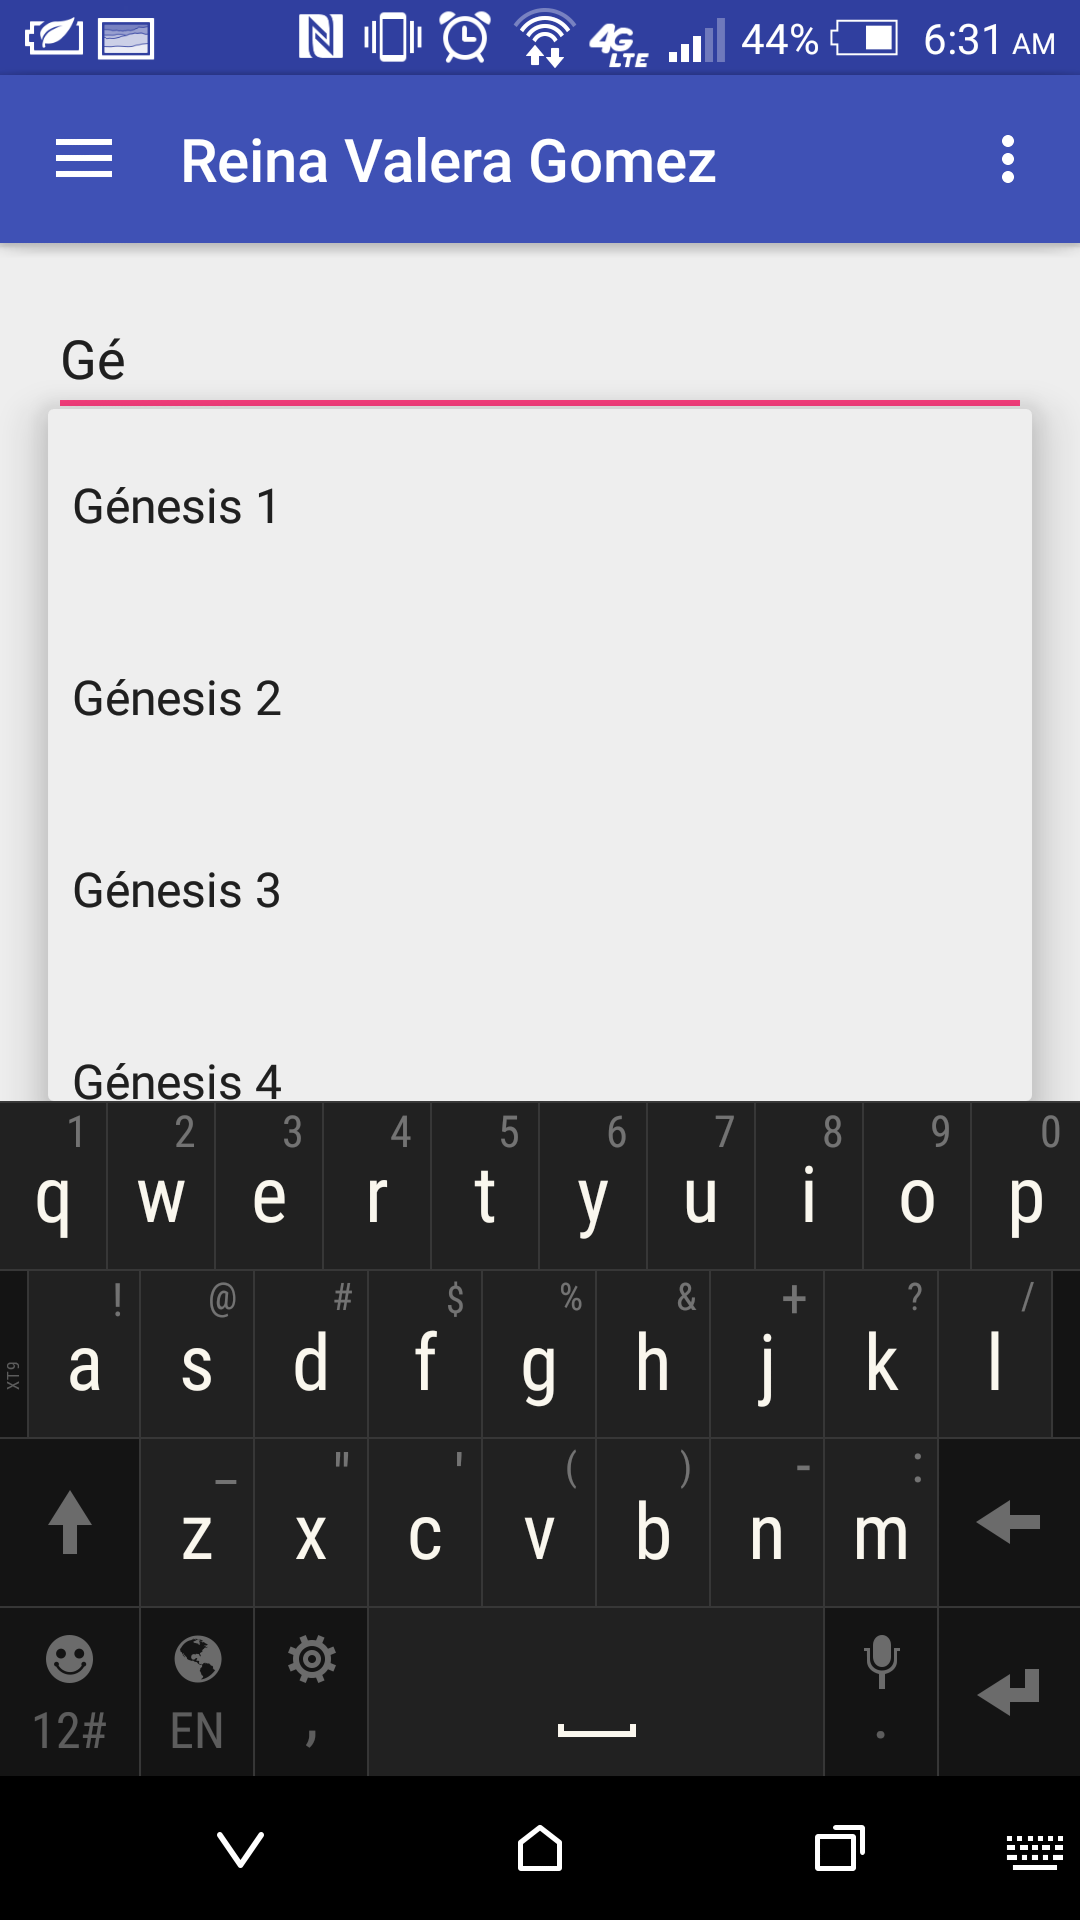 4G LTE 44% 6:31 AM
Reina Valera Gomez
Gé
Génesis 1
Génesis 2
Génesis 3
Génesis 4
1 2 3 4 5 6 7 8 9 0
q w e r t y u i o p
! @ # $ % & + ? /
XT9 a s d f g h j k l
_ " ' ( ) - :
z x c v b n m
12# EN , .